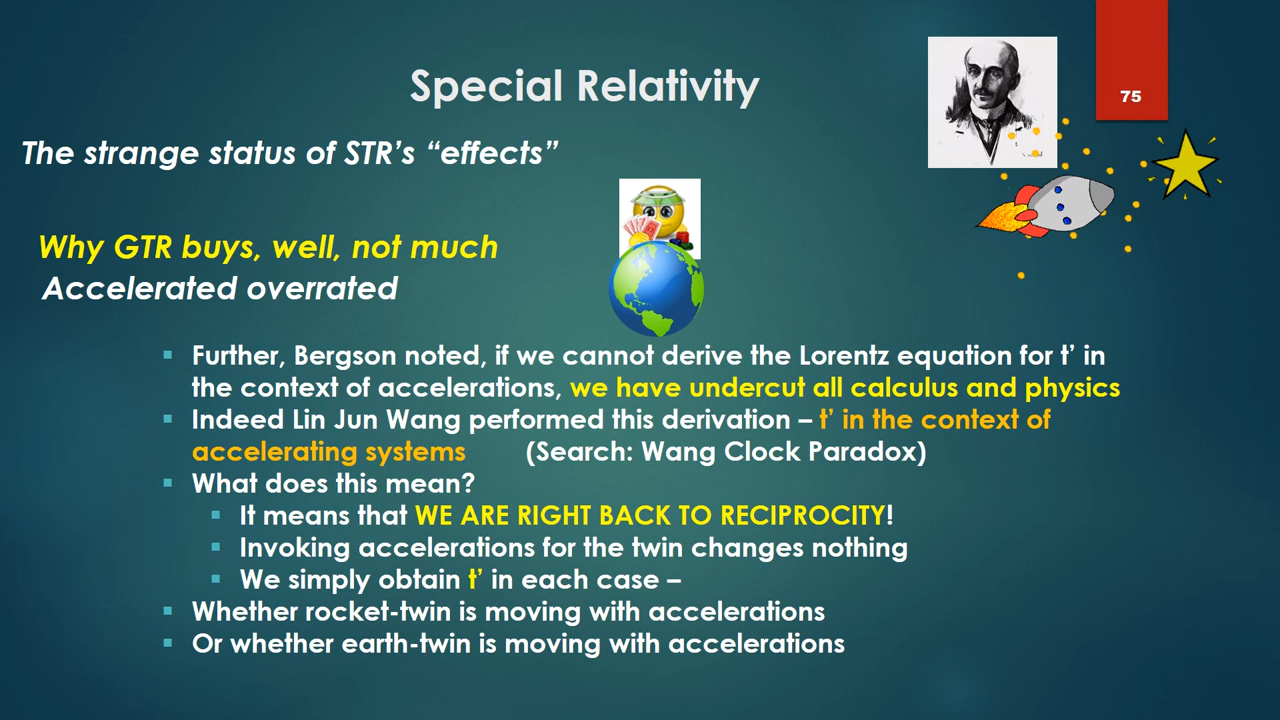 Special Relativity
75
The strange status of STR’s “effects”
Why GTR buys, well, not much
Accelerated overrated
▪ Further, Bergson noted, if we cannot derive the Lorentz equation for t’ in
the context of accelerations, we have undercut all calculus and physics
▪ Indeed Lin Jun Wang performed this derivation – t’ in the context of
accelerating systems (Search: Wang Clock Paradox)
▪ What does this mean?
▪ It means that WE ARE RIGHT BACK TO RECIPROCITY!
▪ Invoking accelerations for the twin changes nothing
▪ We simply obtain t’ in each case –
▪ Whether rocket-twin is moving with accelerations
▪ Or whether earth-twin is moving with accelerations